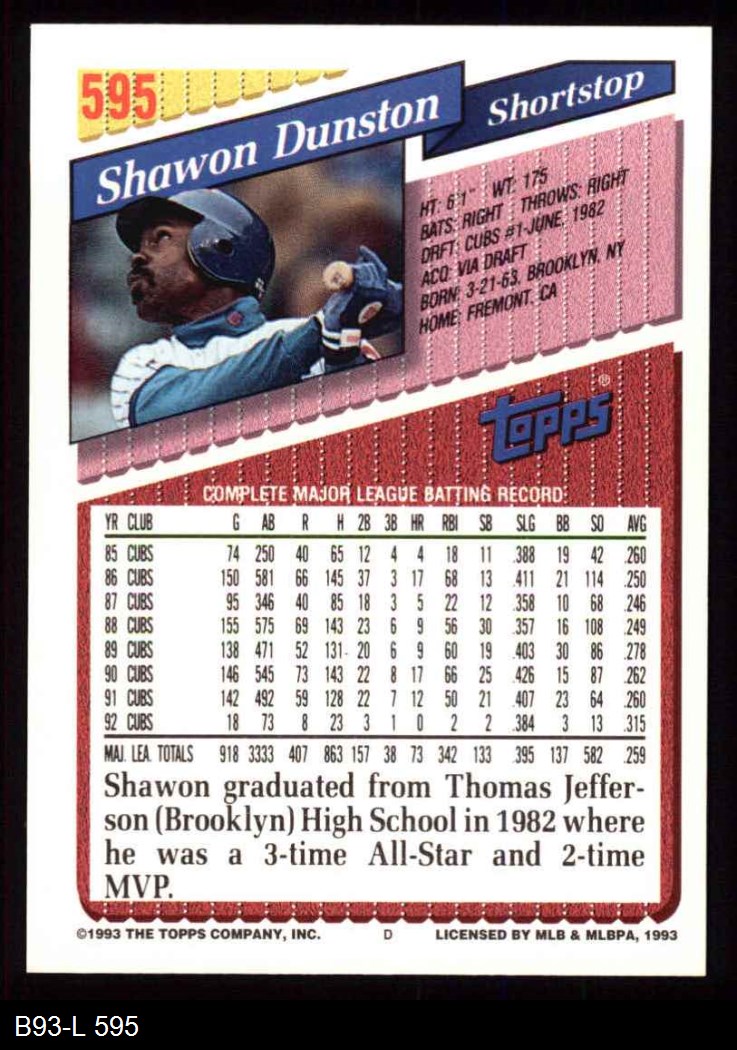 595
Shawon Dunston
Shortstop
HT: 6'1" WT: 175
BATS: RIGHT THROWS: RIGHT
DRFT: CUBS #1-JUNE, 1982
ACQ: VIA DRAFT
BORN: 3-21-63, BROOKLYN, NY
HOME: FREMONT, CA
topps®
COMPLETE MAJOR LEAGUE BATTING RECORD
YR CLUB G AB R H 2B 3B HR RBI SB SLG BB SO AVG
85 CUBS 74 250 40 65 12 4 4 18 11 .388 19 42 .260
86 CUBS 150 581 66 145 37 3 17 68 13 .411 21 114 .250
87 CUBS 95 346 40 85 18 3 5 22 12 .358 10 68 .246
88 CUBS 155 575 69 143 23 6 9 56 30 .357 16 108 .249
89 CUBS 138 471 52 131 20 6 9 60 19 .403 30 86 .278
90 CUBS 146 545 73 143 22 8 17 66 25 .426 15 87 .262
91 CUBS 142 492 59 128 22 7 12 50 21 .407 23 64 .260
92 CUBS 18 73 8 23 3 1 0 2 2 .384 3 13 .315
MAJ. LEA. TOTALS 918 3333 407 863 157 38 73 342 133 .395 137 582 .259
Shawon graduated from Thomas Jeffer-
son (Brooklyn) High School in 1982 where
he was a 3-time All-Star and 2-time
MVP.
©1993 THE TOPPS COMPANY, INC. D LICENSED BY MLB & MLBPA, 1993
B93-L 595